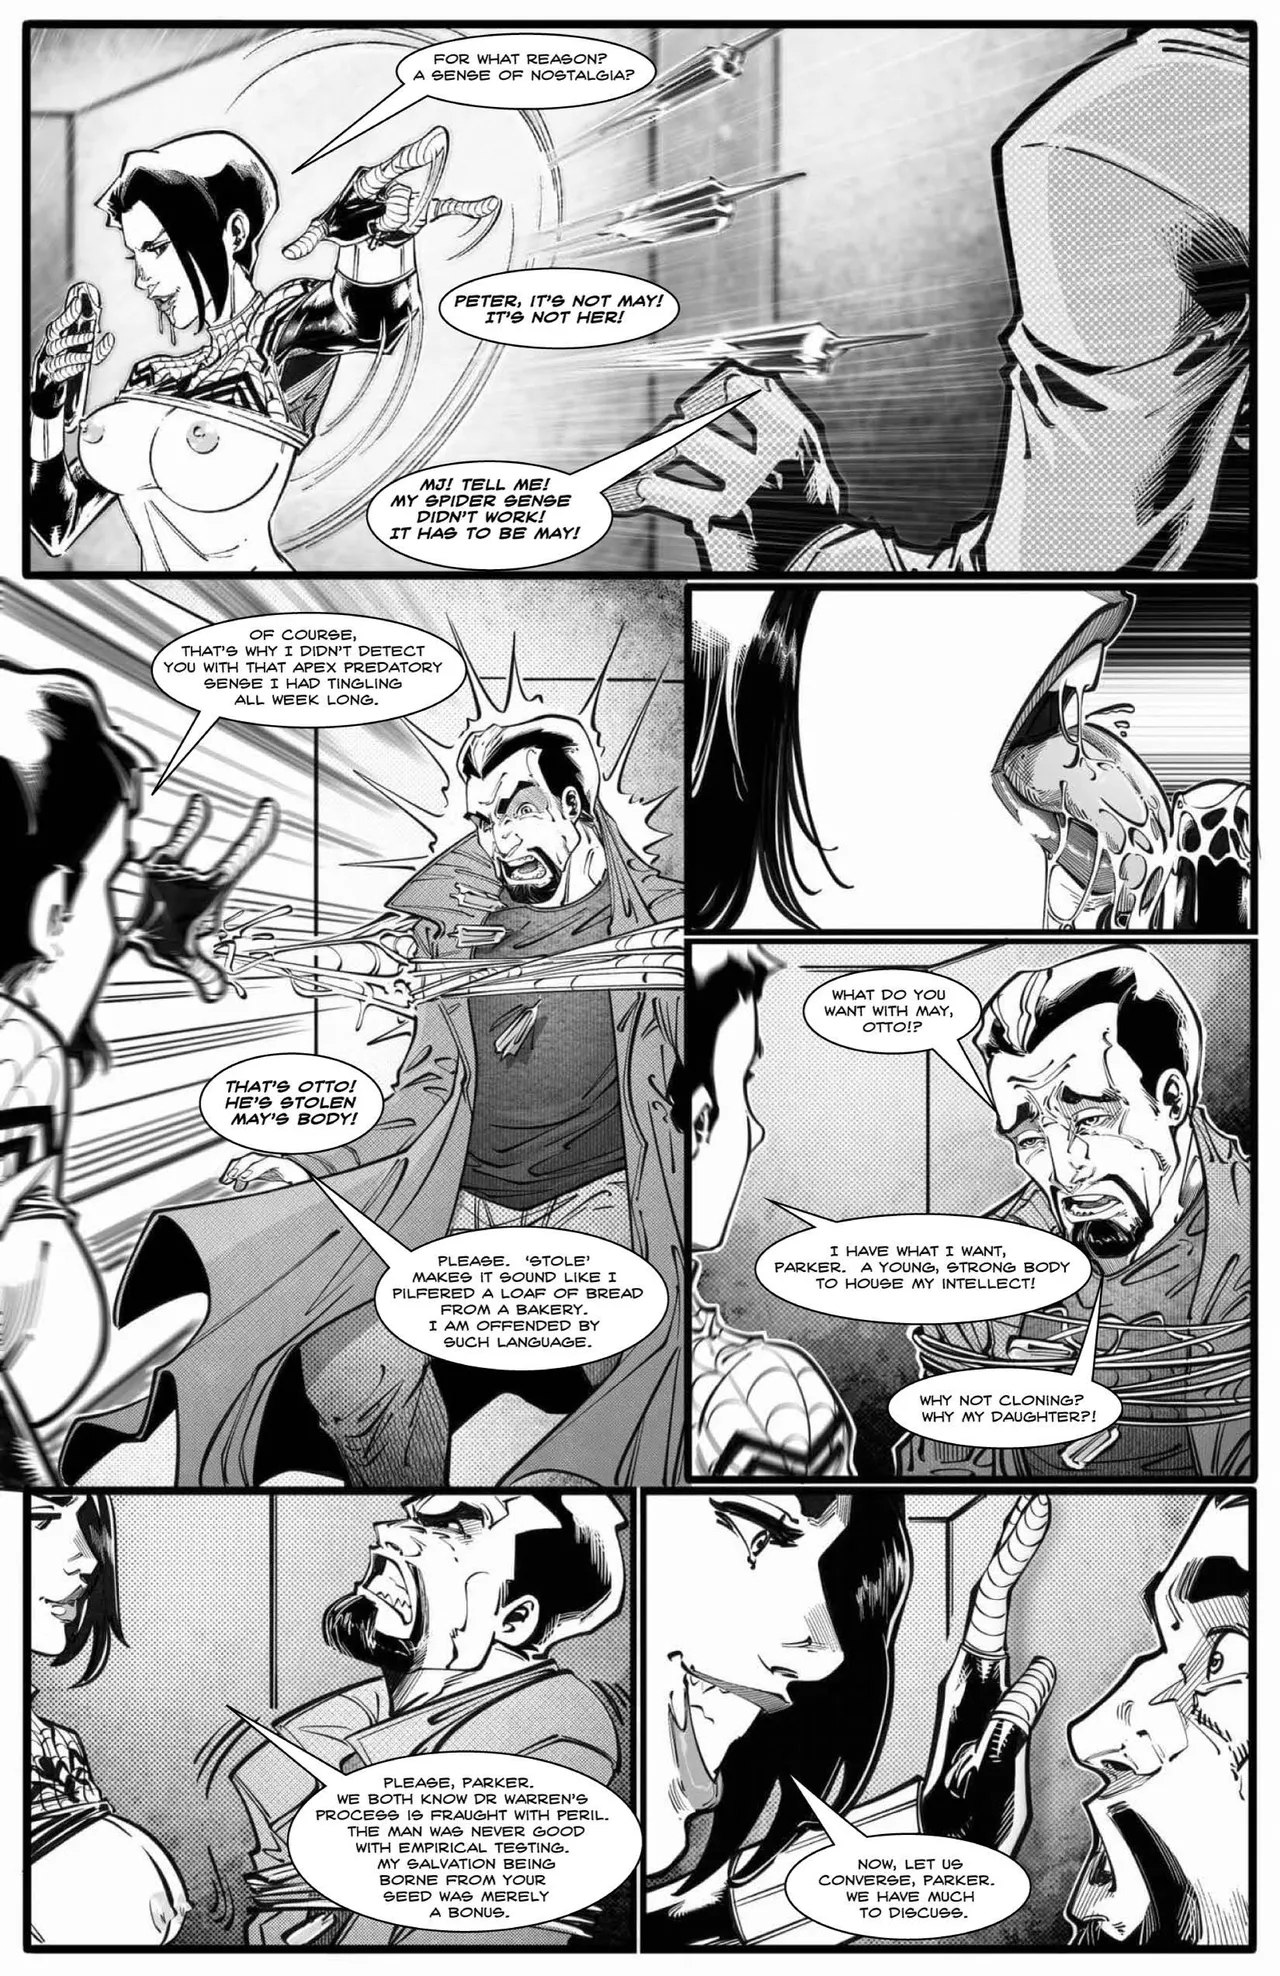 FOR WHAT REASON?
A SENSE OF NOSTALGIA?
PETER, IT'S NOT MAY!
IT'S NOT HER!
MJ! TELL ME!
MY SPIDER SENSE
DIDN'T WORK!
IT HAS TO BE MAY!
OF COURSE,
THAT'S WHY I DIDN'T DETECT
YOU WITH THAT APEX PREDATORY
SENSE I HAD TINGLING
ALL WEEK LONG.
THAT'S OTTO!
HE'S STOLEN
MAY'S BODY!
PLEASE. 'STOLE'
MAKES IT SOUND LIKE I
PILFERED A LOAF OF BREAD
FROM A BAKERY.
I AM OFFENDED BY
SUCH LANGUAGE.
WHAT DO YOU
WANT WITH MAY,
OTTO!?
I HAVE WHAT I WANT,
PARKER. A YOUNG, STRONG BODY
TO HOUSE MY INTELLECT!
WHY NOT CLONING?
WHY MY DAUGHTER?!
PLEASE, PARKER.
WE BOTH KNOW DR WARREN'S
PROCESS IS FRAUGHT WITH PERIL.
THE MAN WAS NEVER GOOD
WITH EMPIRICAL TESTING.
MY SALVATION BEING
BORNE FROM YOUR
SEED WAS MERELY
A BONUS.
NOW, LET US
CONVERSE, PARKER.
WE HAVE MUCH
TO DISCUSS.